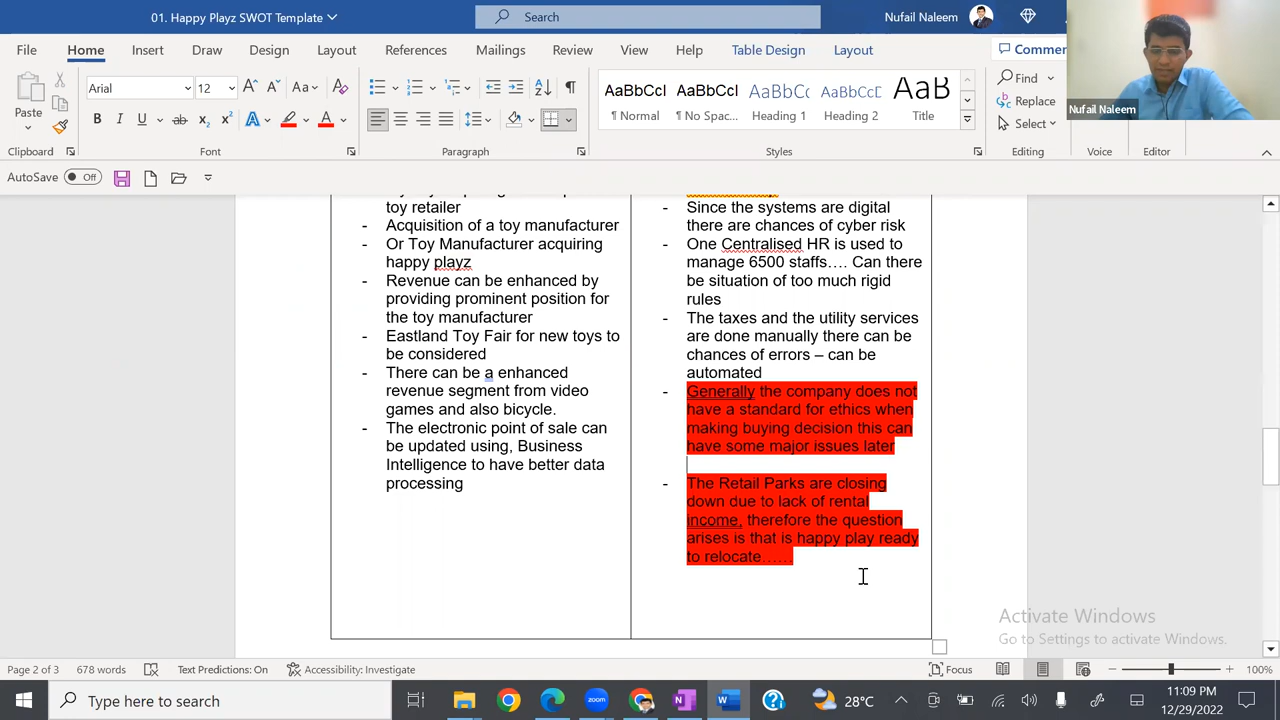 01. Happy Playz SWOT Template
Search
Nufail Naleem
File Home Insert Draw Design Layout References Mailings Review View Help Table Design Layout
Commen
Arial 12
Paste
Clipboard
Font
Paragraph
AaBbCcI AaBbCcI AaBbCc AaBbCcD AaB
¶ Normal ¶ No Spac... Heading 1 Heading 2 Title
Styles
Find
Replace
Select
Editing
Voice
Editor
Nufail Naleem
AutoSave Off
toy retailer
- Acquisition of a toy manufacturer
- Or Toy Manufacturer acquiring
happy playz
- Revenue can be enhanced by
providing prominent position for
the toy manufacturer
- Eastland Toy Fair for new toys to
be considered
- There can be a enhanced
revenue segment from video
games and also bicycle.
- The electronic point of sale can
be updated using, Business
Intelligence to have better data
processing
- Since the systems are digital
there are chances of cyber risk
- One Centralised HR is used to
manage 6500 staffs…. Can there
be situation of too much rigid
rules
- The taxes and the utility services
are done manually there can be
chances of errors – can be
automated
- Generally the company does not
have a standard for ethics when
making buying decision this can
have some major issues later
- The Retail Parks are closing
down due to lack of rental
income, therefore the question
arises is that is happy play ready
to relocate……
Activate Windows
Go to Settings to activate Windows.
Page 2 of 3 678 words Text Predictions: On Accessibility: Investigate Focus 100%
Type here to search
zoom
28°C
11:09 PM
12/29/2022